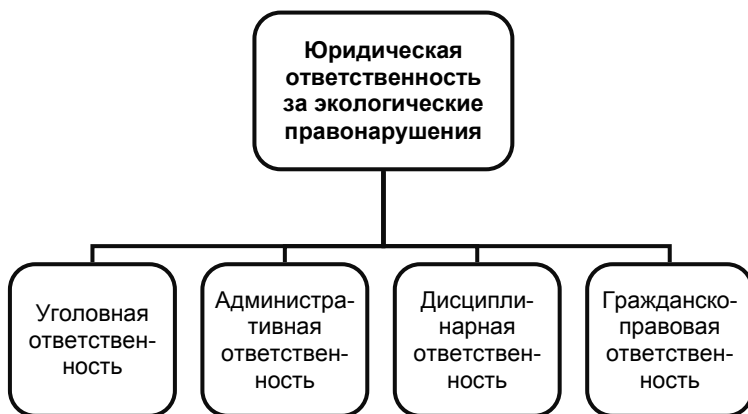 Юридическая
ответственность
за экологические
правонарушения
Уголовная
ответствен-
ность
Администра-
тивная
ответствен-
ность
Дисципли-
нарная
ответствен-
ность
Гражданско-
правовая
ответствен-
ность